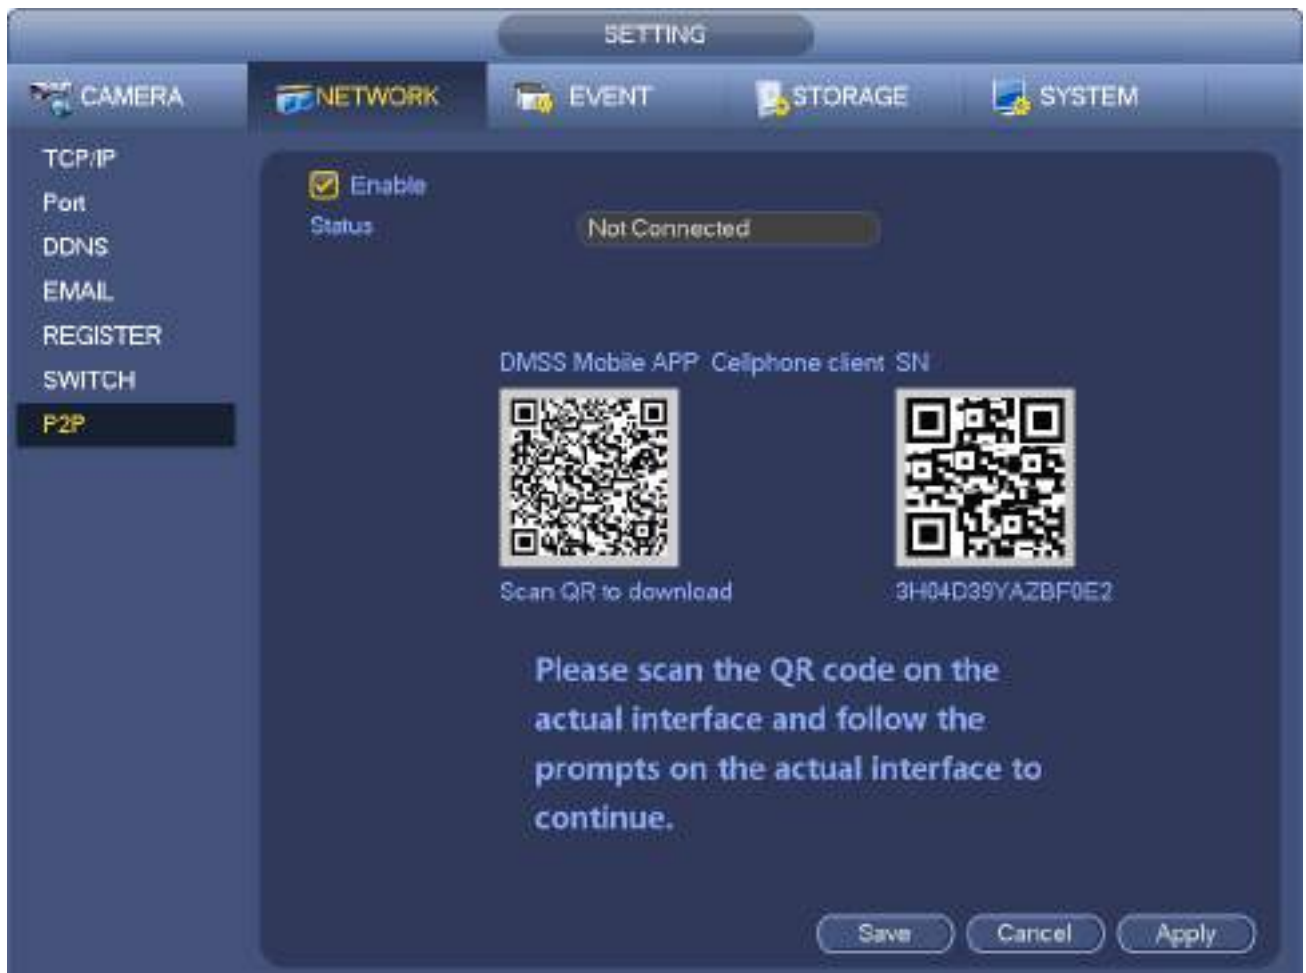 SETTING
CAMERA NETWORK EVENT STORAGE SYSTEM
TCP/IP
Port
DDNS
EMAIL
REGISTER
SWITCH
P2P
Enable
Status Not Connected
DMSS Mobile APP Cellphone client SN
Scan QR to download 3H04D39YAZBF0E2
Please scan the QR code on the
actual interface and follow the
prompts on the actual interface to
continue.
Save Cancel Apply